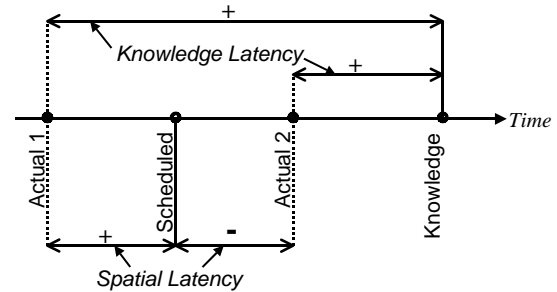 +
Knowledge Latency
+
Time
Actual 1
Scheduled
Actual 2
Knowledge
+
-
Spatial Latency